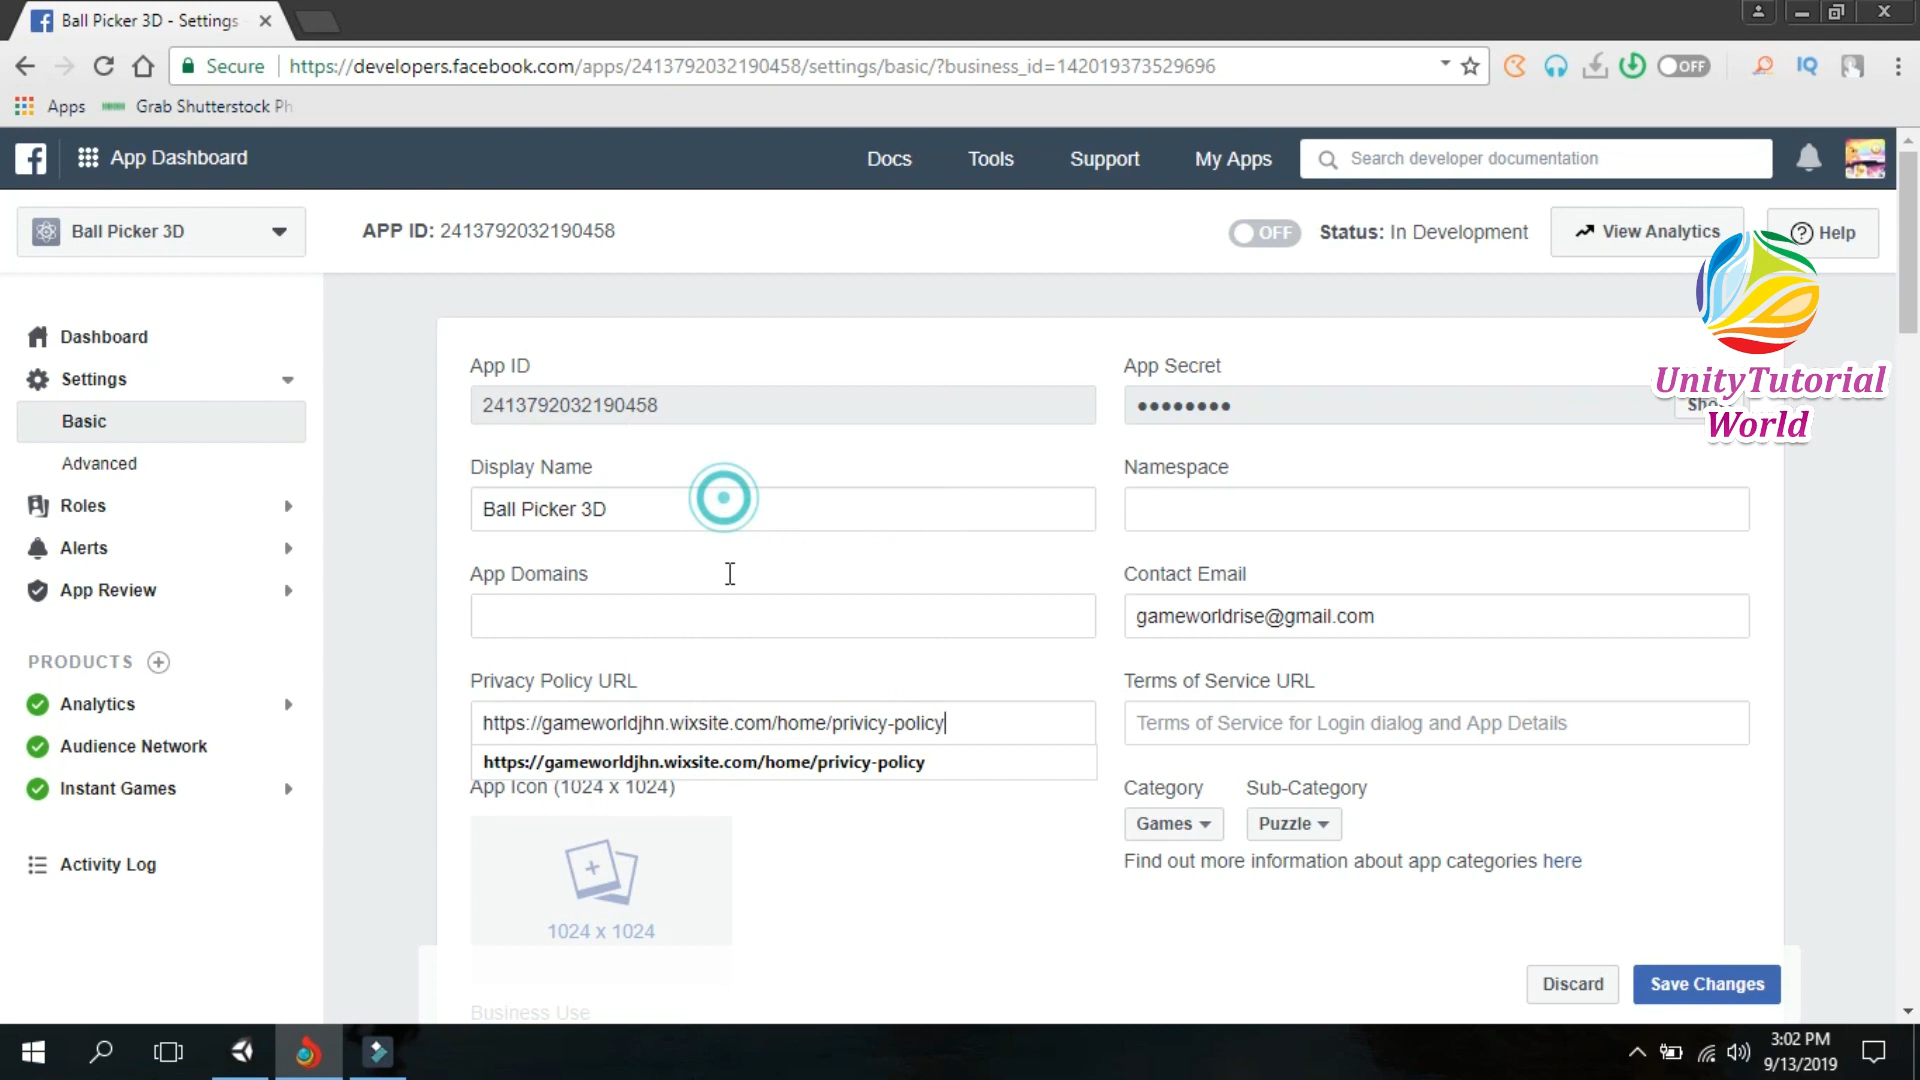 Ball Picker 3D - Settings
Secure
https://developers.facebook.com/apps/2413792032190458/settings/basic/?business_id=142019373529696
OFF
IQ
Apps
Grab Shutterstock Ph
App Dashboard
Docs
Tools
Support
My Apps
Search developer documentation
Ball Picker 3D
APP ID: 2413792032190458
OFF
Status: In Development
View Analytics
Help
UnityTutorial
World
Dashboard
Settings
Basic
Advanced
Roles
Alerts
App Review
PRODUCTS
Analytics
Audience Network
Instant Games
Activity Log
App ID
2413792032190458
App Secret
Display Name
Ball Picker 3D
Namespace
App Domains
Contact Email
gameworldrise@gmail.com
Privacy Policy URL
https://gameworldjhn.wixsite.com/home/privicy-policy
https://gameworldjhn.wixsite.com/home/privicy-policy
Terms of Service URL
Terms of Service for Login dialog and App Details
App Icon (1024 x 1024)
1024 x 1024
Category
Sub-Category
Games
Puzzle
Find out more information about app categories here
Business Use
Discard
Save Changes
3:02 PM
9/13/2019